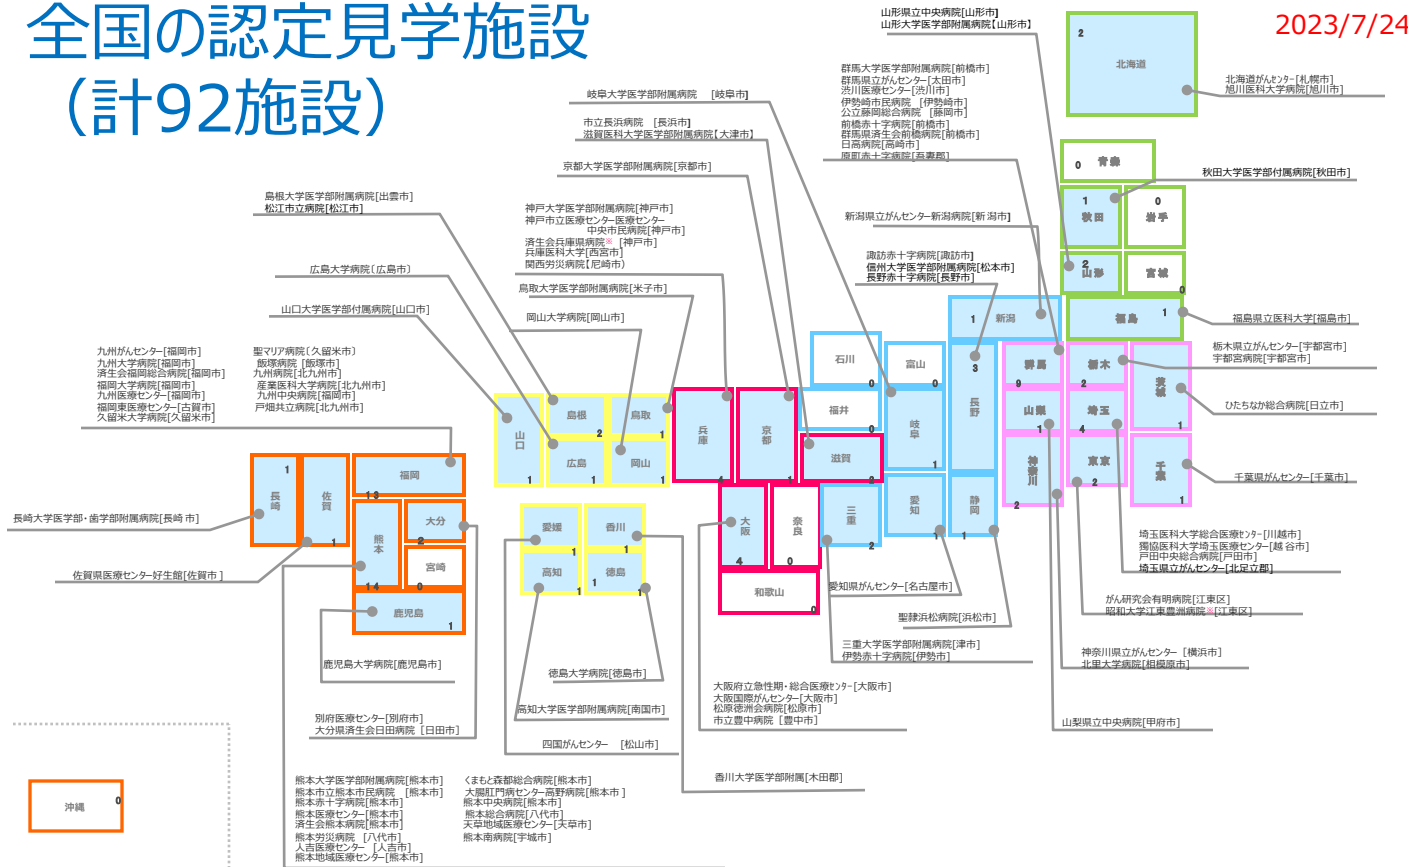 全国の認定見学施設
（計92施設）
2023/7/24
山形県立中央病院[山形市]
山形大学医学部附属病院【山形市】
2
北海道
北海道がんセンター[札幌市]
旭川医科大学病院[旭川市]
群馬大学医学部附属病院[前橋市]
群馬県立がんセンター[太田市]
渋川医療センター[渋川市]
伊勢崎市民病院 [伊勢崎市]
公立藤岡総合病院 [藤岡市]
前橋赤十字病院[前橋市]
群馬県済生会前橋病院[前橋市]
日高病院[高崎市]
原町赤十字病院[吾妻郡]
岐阜大学医学部附属病院 [岐阜市]
市立長浜病院 [長浜市]
滋賀医科大学医学部附属病院【大津市】
京都大学医学部附属病院[京都市]
0
青森
秋田大学医学部付属病院[秋田市]
1
秋田
0
岩手
島根大学医学部附属病院[出雲市]
松江市立病院[松江市]
神戸大学医学部附属病院[神戸市]
神戸市立医療センター医療センター
中央市民病院[神戸市]
済生会兵庫県病院※ [神戸市]
兵庫医科大学[西宮市]
関西労災病院【尼崎市）
新潟県立がんセンター新潟病院[新潟市]
諏訪赤十字病院[諏訪市]
信州大学医学部附属病院[松本市]
長野赤十字病院[長野市]
2
山形
宮城
0
広島大学病院〔広島市〕
鳥取大学医学部附属病院[米子市]
山口大学医学部付属病院[山口市]
岡山大学病院[岡山市]
1
新潟
福島
1
福島県立医科大学[福島市]
九州がんセンター[福岡市]
九州大学病院[福岡市]
済生会福岡総合病院[福岡市]
福岡大学病院[福岡市]
九州医療センター[福岡市]
福岡東医療センター[古賀市]
久留米大学病院[久留米市]
聖マリア病院〔久留米市〕
飯塚病院 [飯塚市]
九州病院[北九州市]
産業医科大学病院[北九州市]
九州中央病院[福岡市]
戸畑共立病院[北九州市]
石川
0
富山
0
長野
3
群馬
9
栃木
2
茨城
1
栃木県立がんセンター[宇都宮市]
宇都宮病院[宇都宮市]
ひたちなか総合病院[日立市]
山口
1
島根
2
鳥取
1
広島
1
岡山
1
兵庫
4
京都
1
福井
0
岐阜
1
滋賀
2
山梨
1
埼玉
4
神奈川
2
東京
2
千葉
1
千葉県がんセンター[千葉市]
長崎
1
佐賀
1
福岡
13
熊本
14
大分
2
宮崎
0
鹿児島
1
愛媛
1
香川
1
高知
1
徳島
1
1
大阪
4
奈良
0
和歌山
0
三重
2
愛知
1
静岡
1
長崎大学医学部・歯学部附属病院[長崎市]
佐賀県医療センター好生館[佐賀市]
埼玉医科大学総合医療センター[川越市]
獨協医科大学埼玉医療センター[越谷市]
戸田中央総合病院[戸田市]
埼玉県立がんセンター[北足立郡]
愛知県がんセンター[名古屋市]
聖隷浜松病院[浜松市]
がん研究会有明病院[江東区]
昭和大学江東豊洲病院※[江東区]
三重大学医学部附属病院[津市]
伊勢赤十字病院[伊勢市]
神奈川県立がんセンター [横浜市]
北里大学病院[相模原市]
鹿児島大学病院[鹿児島市]
徳島大学病院[徳島市]
大阪府立急性期・総合医療センター[大阪市]
大阪国際がんセンター[大阪市]
松原徳洲会病院[松原市]
市立豊中病院 [豊中市]
高知大学医学部附属病院[南国市]
山梨県立中央病院[甲府市]
別府医療センター[別府市]
大分県済生会日田病院 [日田市]
四国がんセンター [松山市]
香川大学医学部附属[木田郡]
沖縄
0
熊本大学医学部附属病院[熊本市]
熊本市立熊本市民病院 [熊本市]
熊本赤十字病院[熊本市]
熊本医療センター[熊本市]
済生会熊本病院[熊本市]
熊本労災病院 [八代市]
人吉医療センター [人吉市]
熊本地域医療センター[熊本市]
くまもと森都総合病院[熊本市]
大腸肛門病センター高野病院[熊本市]
熊本中央病院[熊本市]
熊本総合病院[八代市]
天草地域医療センター[天草市]
熊本南病院[宇城市]